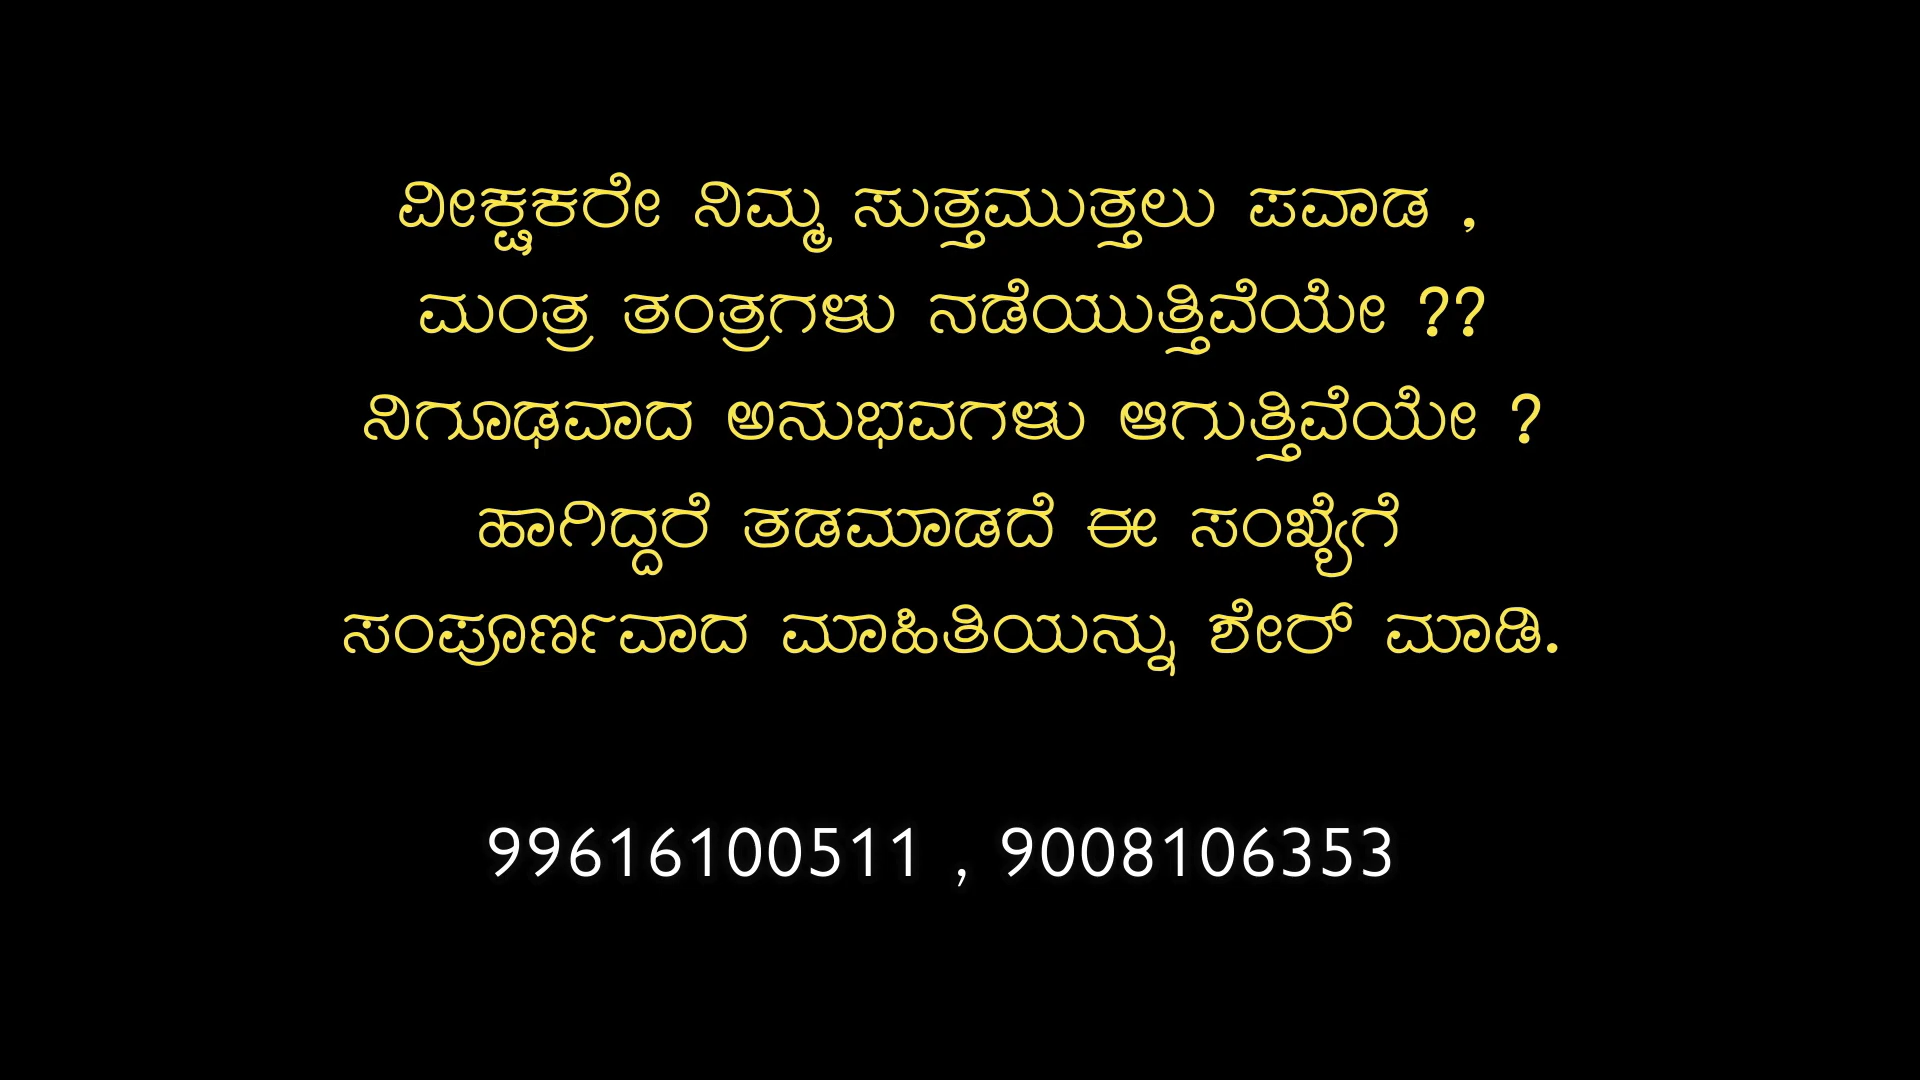 ವೀಕ್ಷಕರೇ ನಿಮ್ಮ ಸುತ್ತಮುತ್ತಲು ಪವಾಡ ,
ಮಂತ್ರ ತಂತ್ರಗಳು ನಡೆಯುತ್ತಿವೆಯೇ ??
ನಿಗೂಢವಾದ ಅನುಭವಗಳು ಆಗುತ್ತಿವೆಯೇ ?
ಹಾಗಿದ್ದರೆ ತಡಮಾಡದೆ ಈ ಸಂಖ್ಯೆಗೆ
ಸಂಪೂರ್ಣವಾದ ಮಾಹಿತಿಯನ್ನು ಶೇರ್ ಮಾಡಿ.
99616100511 , 9008106353